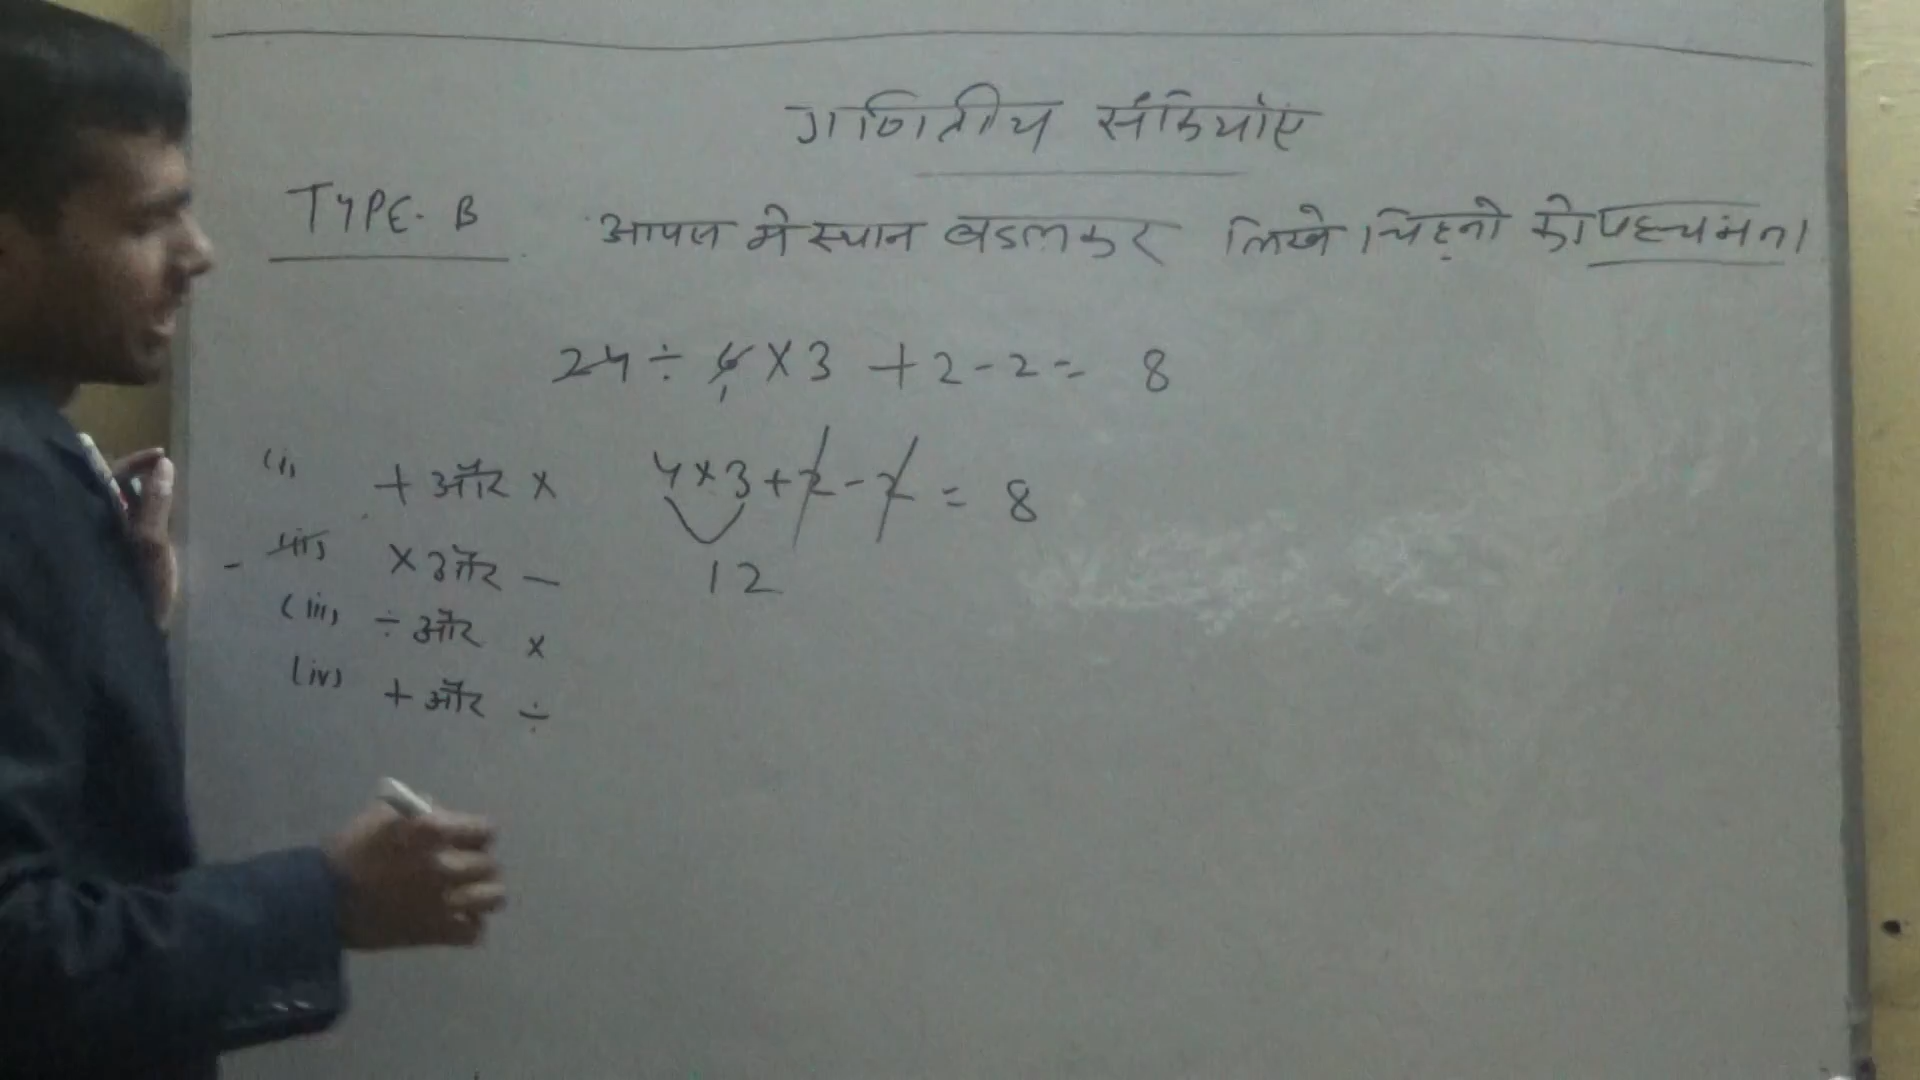 गणितीय संक्रियांए
TYPE- B आपस मे स्थान बदलकर लिखे चिह्नो को पहचानना।
24 ÷ 6 × 3 + 2 - 2 = 8
(i) + और × 4 × 3 + 2 - 2 = 8
(ii) × और - 12
(iii) ÷ और ×
(iv) + और ÷